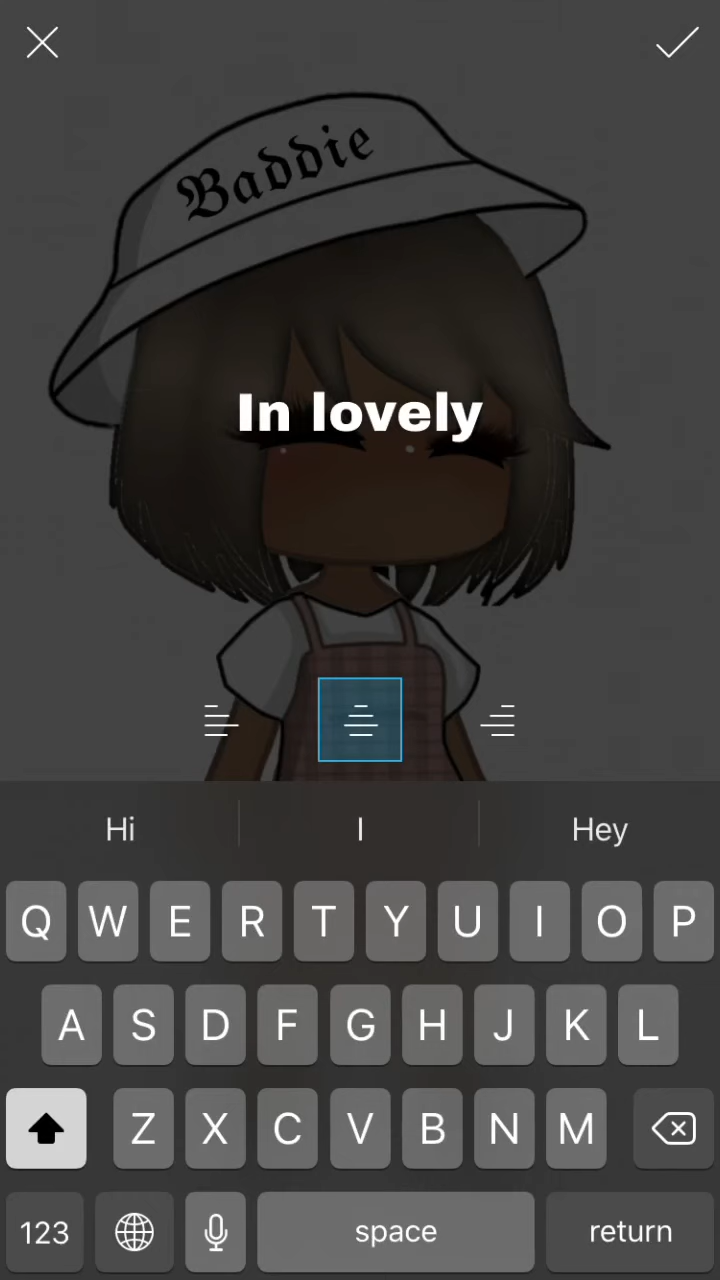 Baddie
In lovely
Hi I Hey
Q W E R T Y U I O P
A S D F G H J K L
Z X C V B N M
123 space return